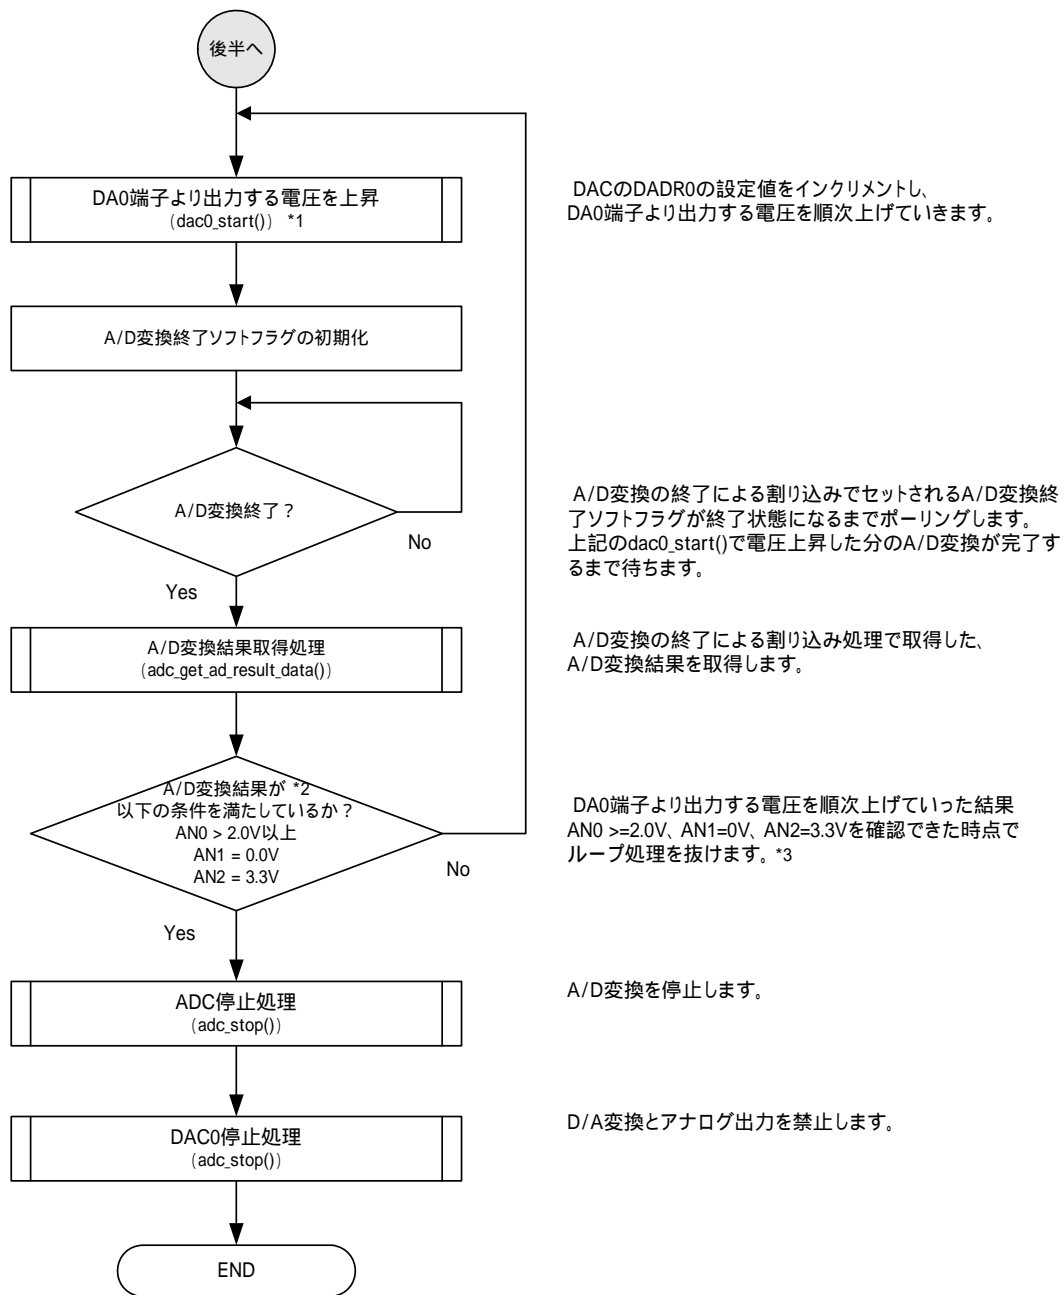 後半へ
DA0端子より出力する電圧を上昇
(dac0_start()) *1
DACのDADR0の設定値をインクリメントし、
DA0端子より出力する電圧を順次上げていきます。
A/D変換終了ソフトフラグの初期化
A/D変換終了？
No
Yes
A/D変換の終了による割り込みでセットされるA/D変換終
了ソフトフラグが終了状態になるまでポーリングします。
上記のdac0_start()で電圧上昇した分のA/D変換が完了す
るまで待ちます。
A/D変換結果取得処理
(adc_get_ad_result_data())
A/D変換の終了による割り込み処理で取得した、
A/D変換結果を取得します。
A/D変換結果が *2
以下の条件を満たしているか？
AN0 > 2.0V以上
AN1 = 0.0V
AN2 = 3.3V
No
Yes
DA0端子より出力する電圧を順次上げていった結果
AN0 >=2.0V、AN1=0V、AN2=3.3Vを確認できた時点で
ループ処理を抜けます。*3
ADC停止処理
(adc_stop())
A/D変換を停止します。
DAC0停止処理
(adc_stop())
D/A変換とアナログ出力を禁止します。
END